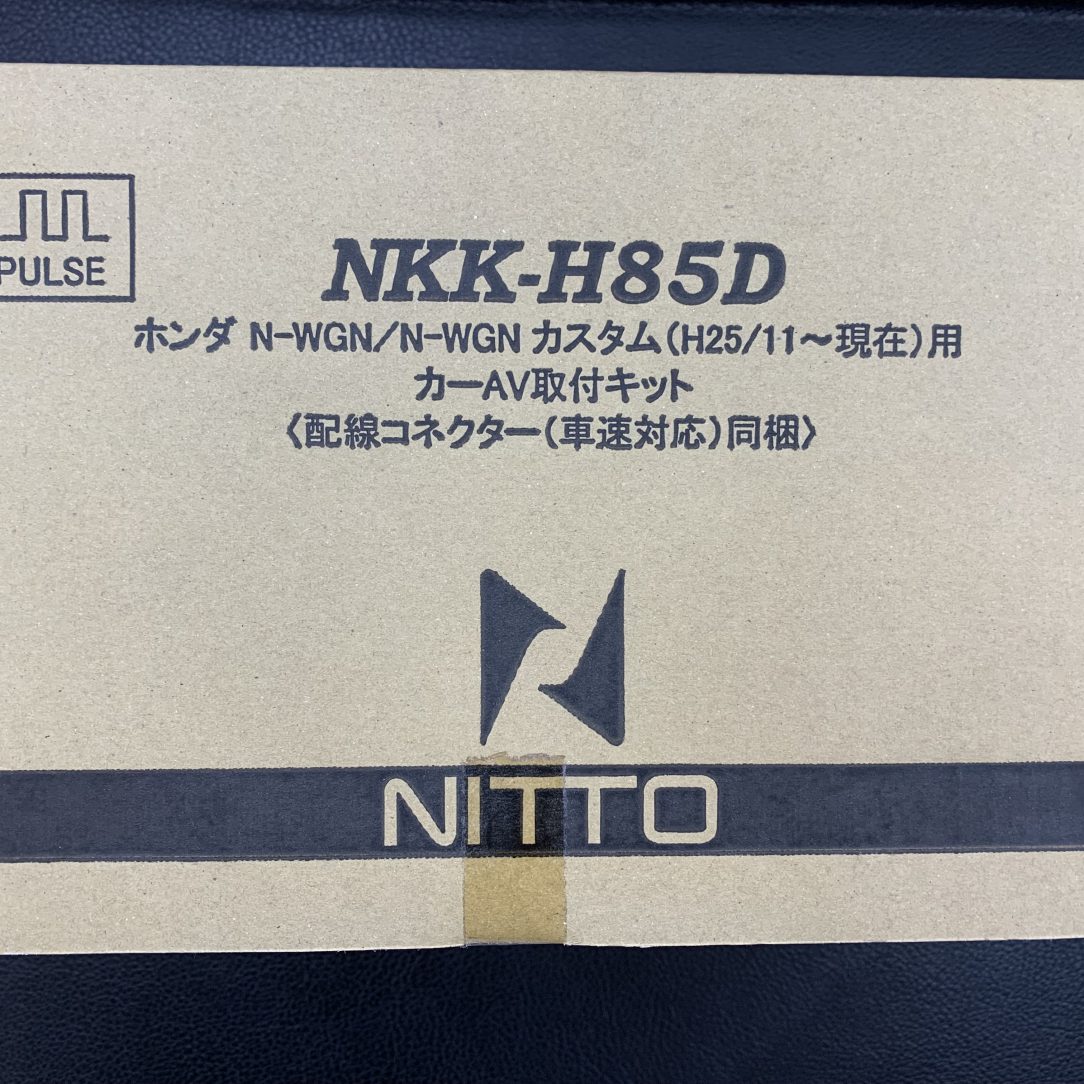 PULSE
NKK-H85D
ホンダ N-WGN/N-WGN カスタム(H25/11～現在)用
カーAV取付キット
〈配線コネクター(車速対応)同梱〉
NITTO